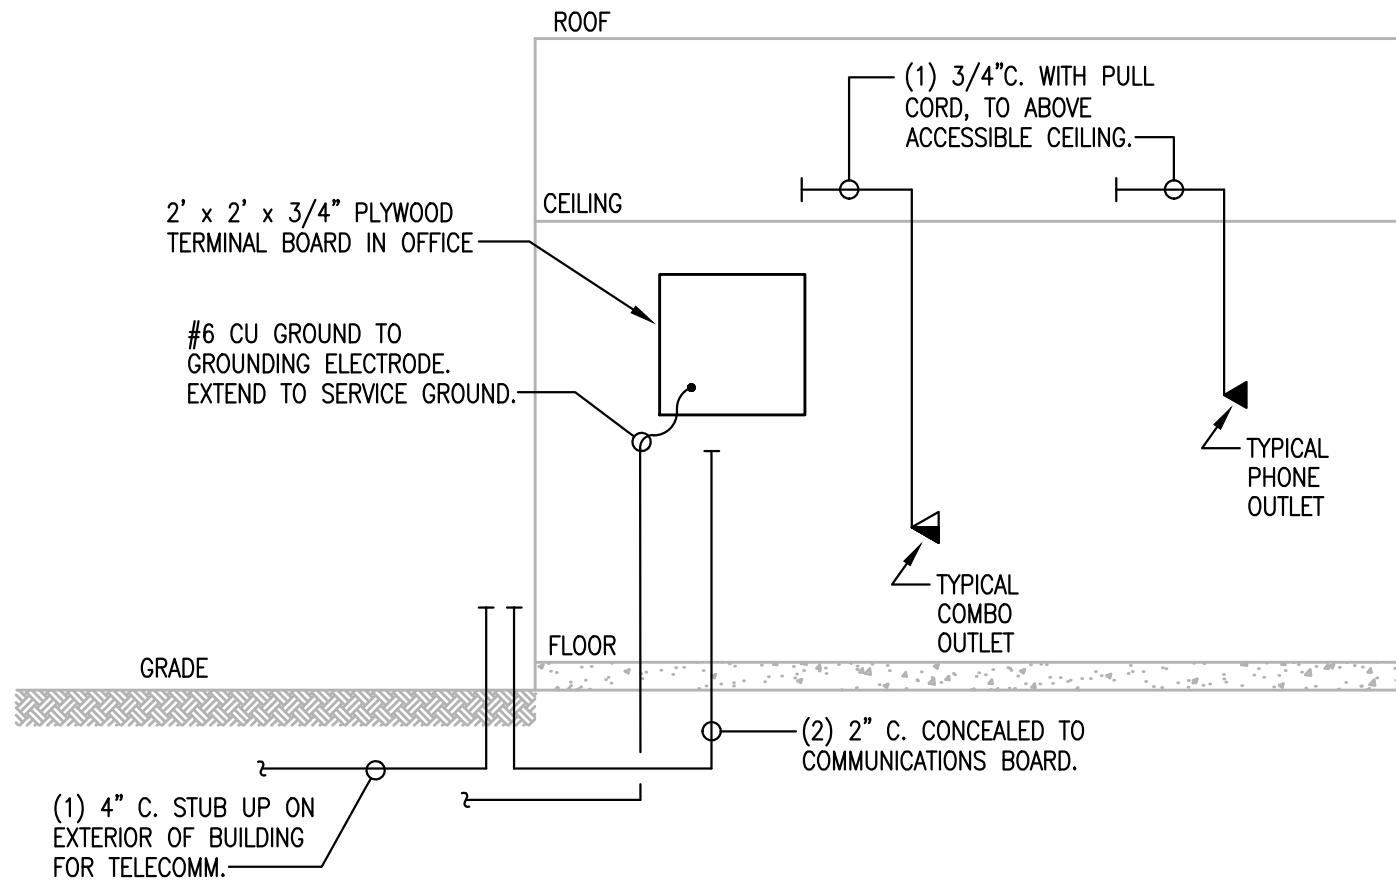 ROOF
(1) 3/4"C. WITH PULL
CORD, TO ABOVE
ACCESSIBLE CEILING.
CEILING
2' x 2' x 3/4" PLYWOOD
TERMINAL BOARD IN OFFICE
#6 CU GROUND TO
GROUNDING ELECTRODE.
EXTEND TO SERVICE GROUND.
TYPICAL
PHONE
OUTLET
TYPICAL
COMBO
OUTLET
FLOOR
GRADE
(2) 2" C. CONCEALED TO
COMMUNICATIONS BOARD.
(1) 4" C. STUB UP ON
EXTERIOR OF BUILDING
FOR TELECOMM.